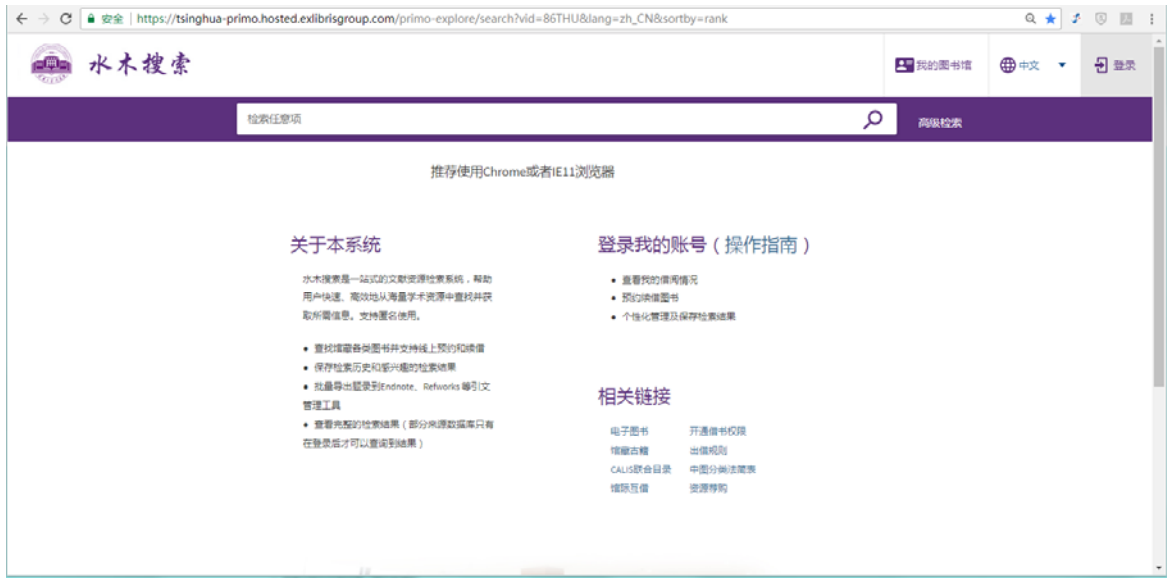 安全 | https://tsinghua-primo.hosted.exlibrisgroup.com/primo-explore/search?vid=86THU&lang=zh_CN&sortby=rank
水木搜索
我的图书馆
中文
登录
检索任意项
高级检索
推荐使用Chrome或者IE11浏览器
关于本系统
水木搜索是一站式的文献资源检索系统，帮助
用户快速、高效地从海量学术资源中查找并获
取所需信息。支持匿名使用。
• 查找馆藏各类图书并支持线上预约和续借
• 保存检索历史和感兴趣的检索结果
• 批量导出题录到Endnote、Refworks 等引文
管理工具
• 查看完整的检索结果（部分来源数据库只有
在登录后才可以查询到结果）
登录我的账号（操作指南）
• 查看我的借阅情况
• 预约续借图书
• 个性化管理及保存检索结果
相关链接
电子图书 开通借书权限
馆藏古籍 出借规则
CALIS联合目录 中图分类法简表
馆际互借 资源荐购